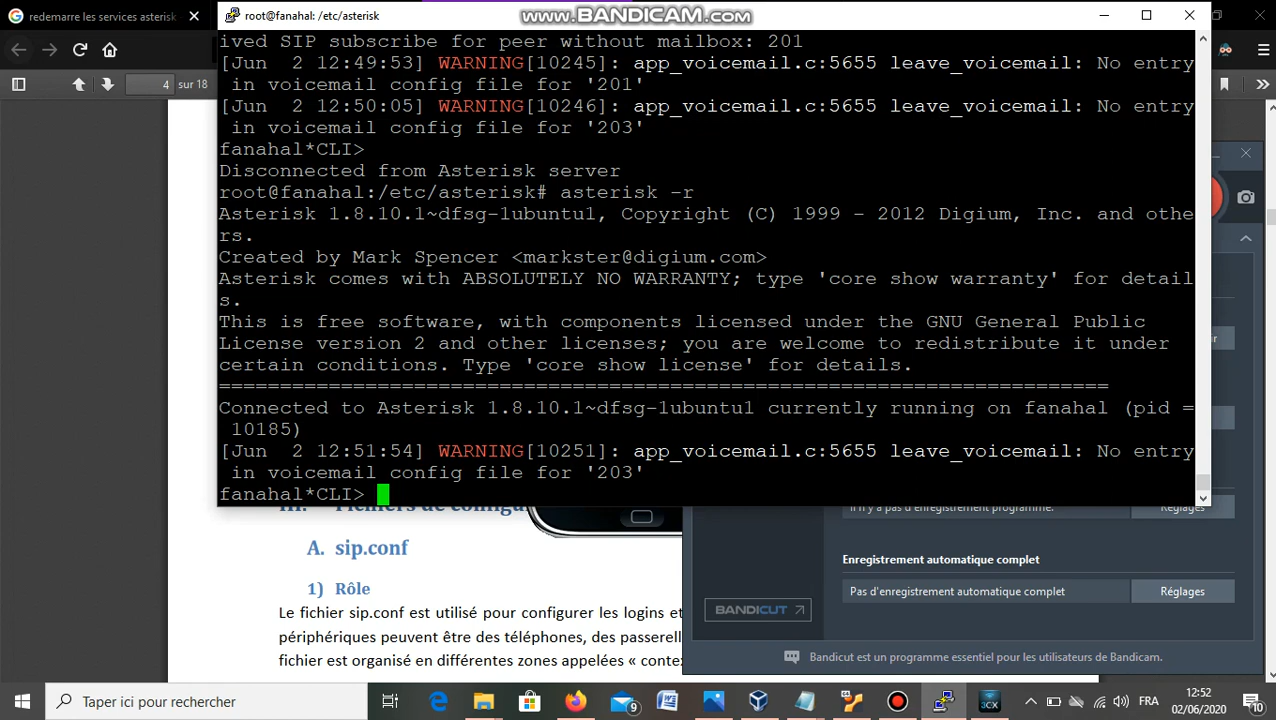 redemarre les services asterisk
root@fanahal: /etc/asterisk
www.BANDICAM.com
4 sur 18
ived SIP subscribe for peer without mailbox: 201
[Jun  2 12:49:53] WARNING[10245]: app_voicemail.c:5655 leave_voicemail: No entry
in voicemail config file for '201'
[Jun  2 12:50:05] WARNING[10246]: app_voicemail.c:5655 leave_voicemail: No entry
in voicemail config file for '203'
fanahal*CLI>
Disconnected from Asterisk server
root@fanahal:/etc/asterisk# asterisk -r
Asterisk 1.8.10.1~dfsg-1ubuntu1, Copyright (C) 1999 - 2012 Digium, Inc. and othe
rs.
Created by Mark Spencer <markster@digium.com>
Asterisk comes with ABSOLUTELY NO WARRANTY; type 'core show warranty' for detail
s.
This is free software, with components licensed under the GNU General Public
License version 2 and other licenses; you are welcome to redistribute it under
certain conditions. Type 'core show license' for details.
=========================================================================
Connected to Asterisk 1.8.10.1~dfsg-1ubuntu1 currently running on fanahal (pid =
10185)
[Jun  2 12:51:54] WARNING[10251]: app_voicemail.c:5655 leave_voicemail: No entry
in voicemail config file for '203'
fanahal*CLI>
A. sip.conf
1) Rôle
Le fichier sip.conf est utilisé pour configurer les logins et
périphériques peuvent être des téléphones, des
fichier est organisé en différentes zones appelées «
Il n'y a pas d'enregistrement programmé.
Réglages
Enregistrement automatique complet
Pas d'enregistrement automatique complet
Réglages
BANDICUT
Bandicut est un programme essentiel pour les utilisateurs de Bandicam.
Taper ici pour rechercher
9
3CX
FRA
12:52
02/06/2020
10